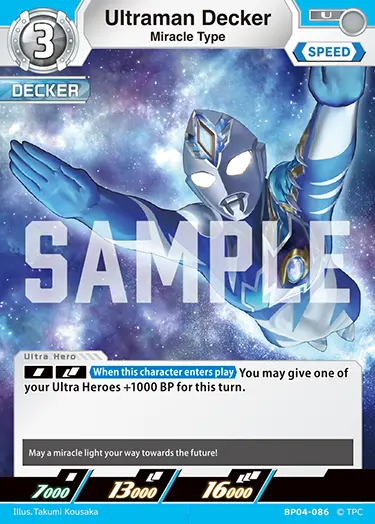 Ultraman Decker
Miracle Type
3
U
SPEED
DECKER
SAMPLE
Ultra Hero
When this character enters play You may give one of
your Ultra Heroes +1000 BP for this turn.
May a miracle light your way towards the future!
7000 13000 16000
Illus.Takumi Kousaka BP04-086 © TPC